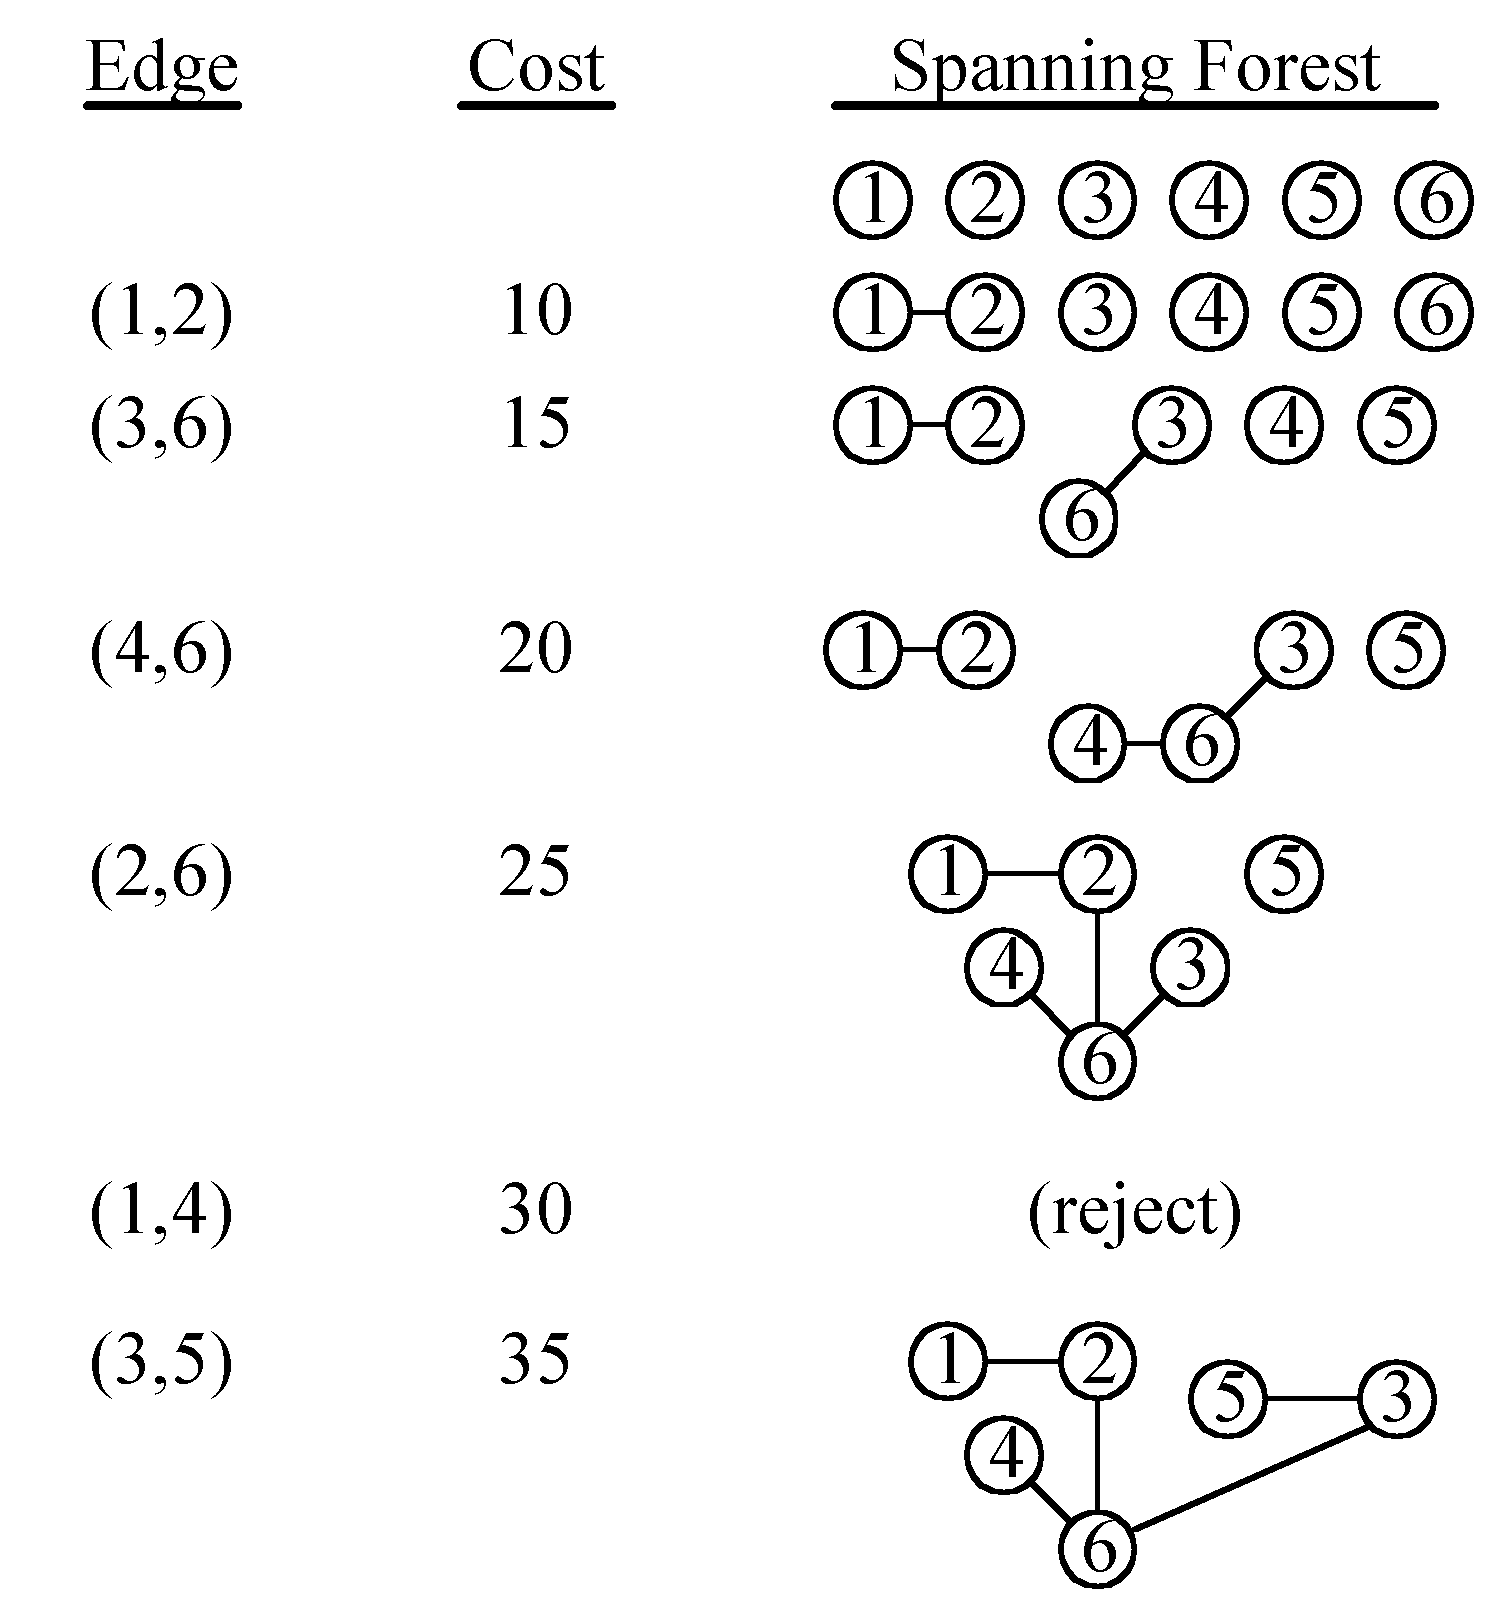 Edge Cost Spanning Forest
1 2 3 4 5 6
(1,2) 10 1 2 3 4 5 6
(3,6) 15 1 2 3 4 5
6
(4,6) 20 1 2 3 5
4 6
(2,6) 25 1 2 5
4 3
6
(1,4) 30 (reject)
(3,5) 35 1 2
5 3
4
6